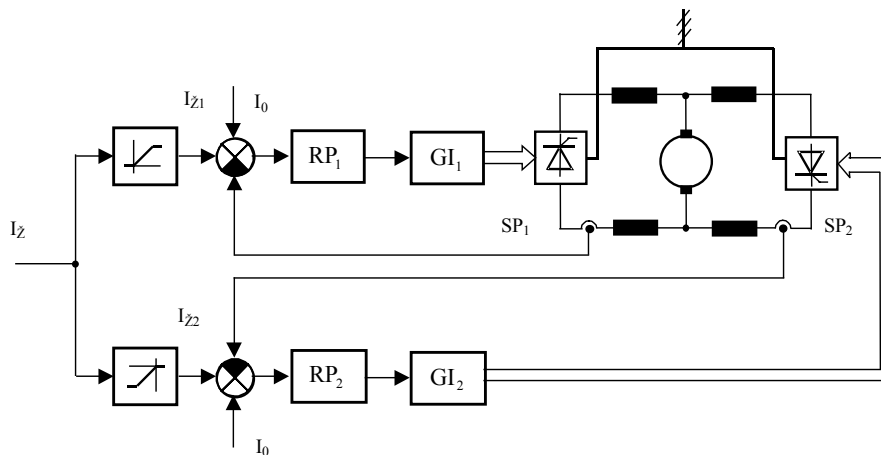 I_Ž1
I_0
RP_1
GI_1
SP_1
SP_2
I_Ž
I_Ž2
RP_2
GI_2
I_0